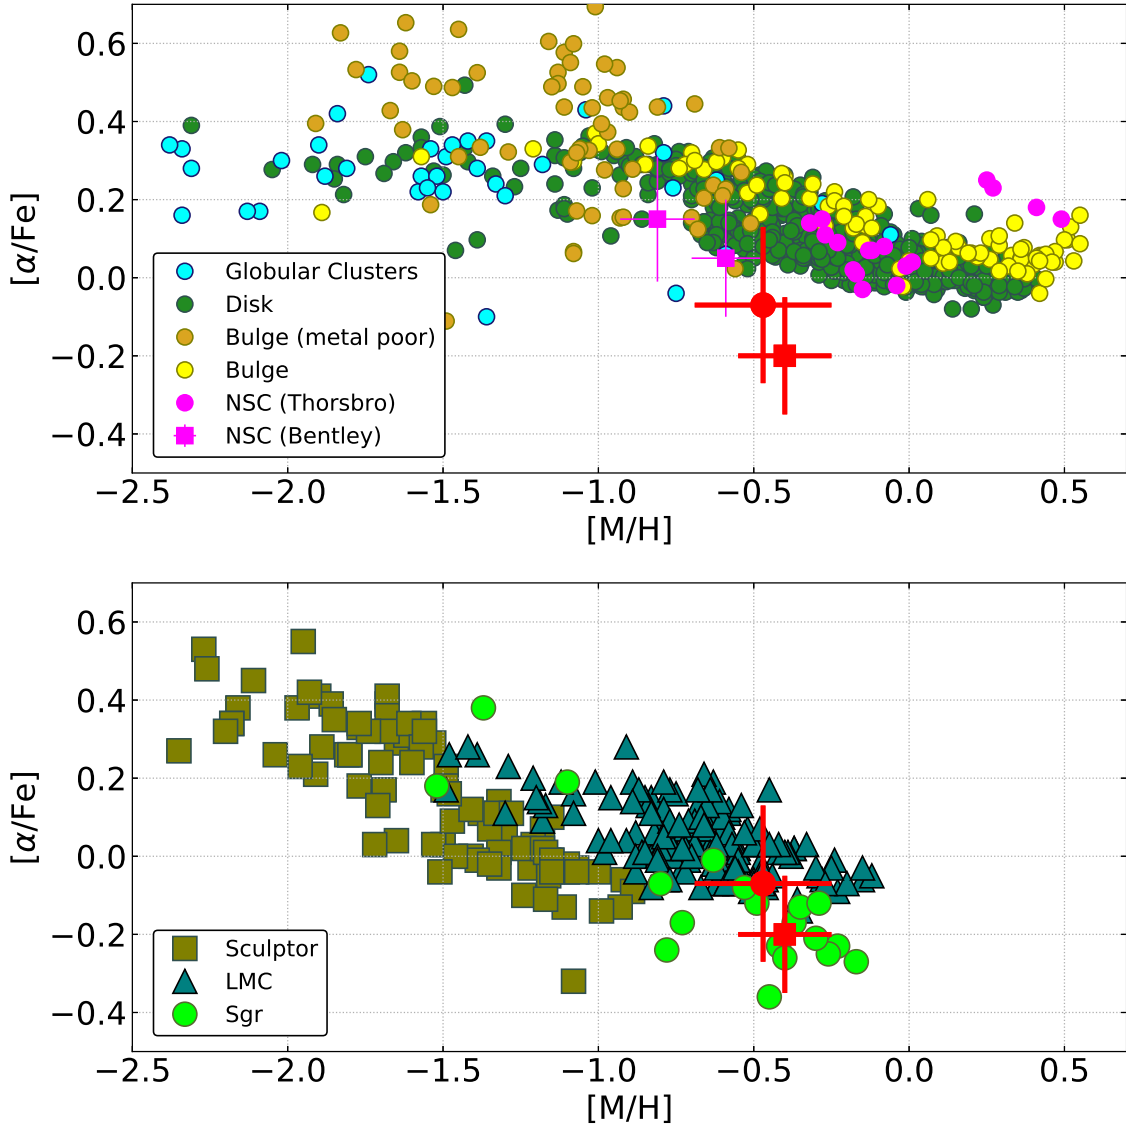 [α/Fe]
0.6
0.4
0.2
0.0
−0.2
−0.4
Globular Clusters
Disk
Bulge (metal poor)
Bulge
NSC (Thorsbro)
NSC (Bentley)
−2.5 −2.0 −1.5 −1.0 −0.5 0.0 0.5
[M/H]
[α/Fe]
0.6
0.4
0.2
0.0
−0.2
−0.4
Sculptor
LMC
Sgr
−2.5 −2.0 −1.5 −1.0 −0.5 0.0 0.5
[M/H]